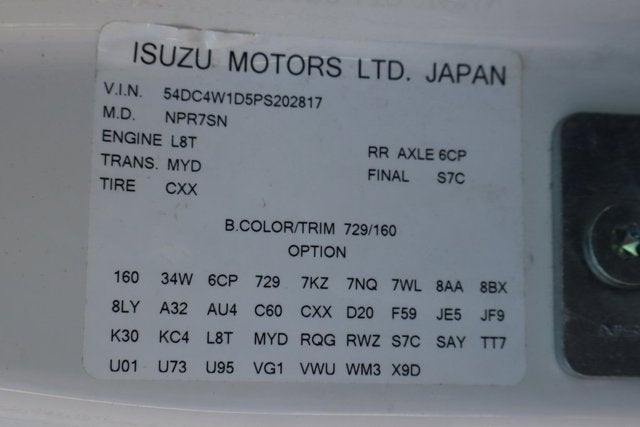 ISUZU MOTORS LTD. JAPAN
V.I.N. 54DC4W1D5PS202817
M.D. NPR7SN
ENGINE L8T RR AXLE 6CP
TRANS. MYD FINAL S7C
TIRE CXX
B.COLOR/TRIM 729/160
OPTION
160 34W 6CP 729 7KZ 7NQ 7WL 8AA 8BX
8LY A32 AU4 C60 CXX D20 F59 JE5 JF9
K30 KC4 L8T MYD RQG RWZ S7C SAY TT7
U01 U73 U95 VG1 VWU WM3 X9D